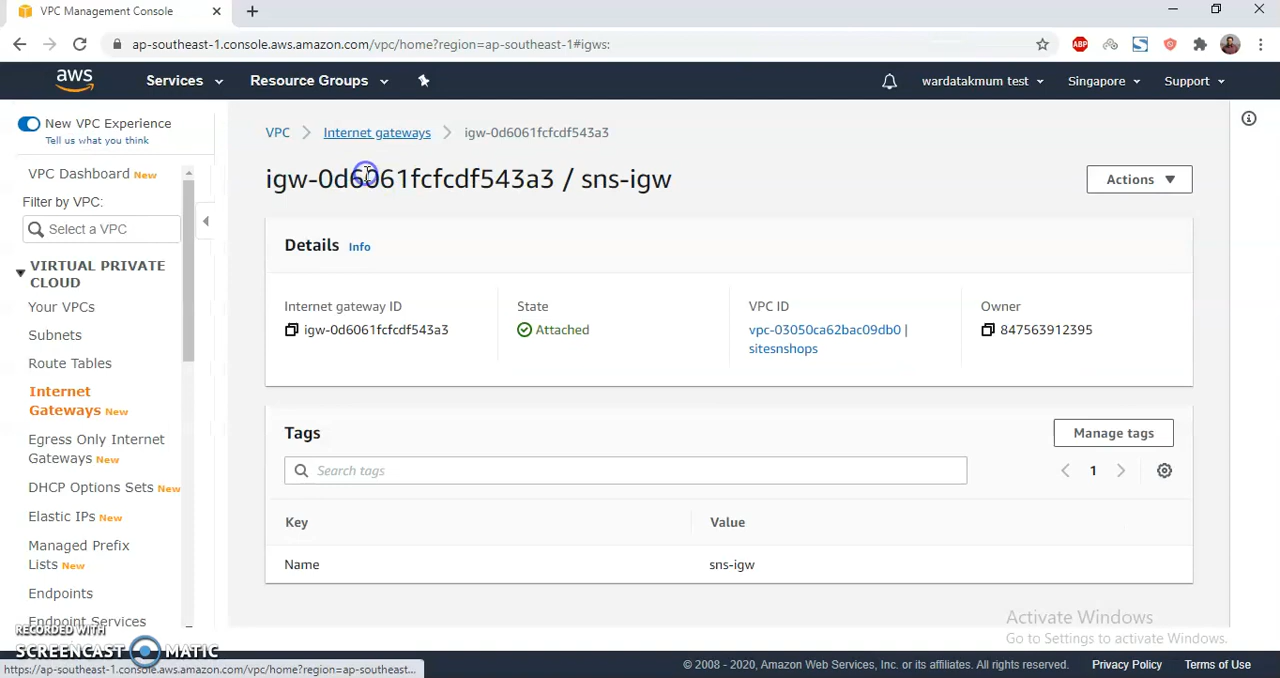 VPC Management Console
ap-southeast-1.console.aws.amazon.com/vpc/home?region=ap-southeast-1#igws:
ABP
aws
Services
Resource Groups
wardatakmum test
Singapore
Support
New VPC Experience
Tell us what you think
VPC Dashboard New
Filter by VPC:
Select a VPC
VIRTUAL PRIVATE
CLOUD
Your VPCs
Subnets
Route Tables
Internet
Gateways New
Egress Only Internet
Gateways New
DHCP Options Sets New
Elastic IPs New
Managed Prefix
Lists New
Endpoints
Endpoint Services
VPC
Internet gateways
igw-0d6061fcfcdf543a3
igw-0d6061fcfcdf543a3 / sns-igw
Actions
Details Info
Internet gateway ID
igw-0d6061fcfcdf543a3
State
Attached
VPC ID
vpc-03050ca62bac09db0 |
sitesnshops
Owner
847563912395
Tags
Manage tags
Search tags
1
Key
Value
Name
sns-igw
Activate Windows
Go to Settings to activate Windows.
RECORDED WITH
SCREENCAST MATIC
https://ap-southeast-1.console.aws.amazon.com/vpc/home?region=ap-southeast...
© 2008 - 2020, Amazon Web Services, Inc. or its affiliates. All rights reserved.
Privacy Policy
Terms of Use